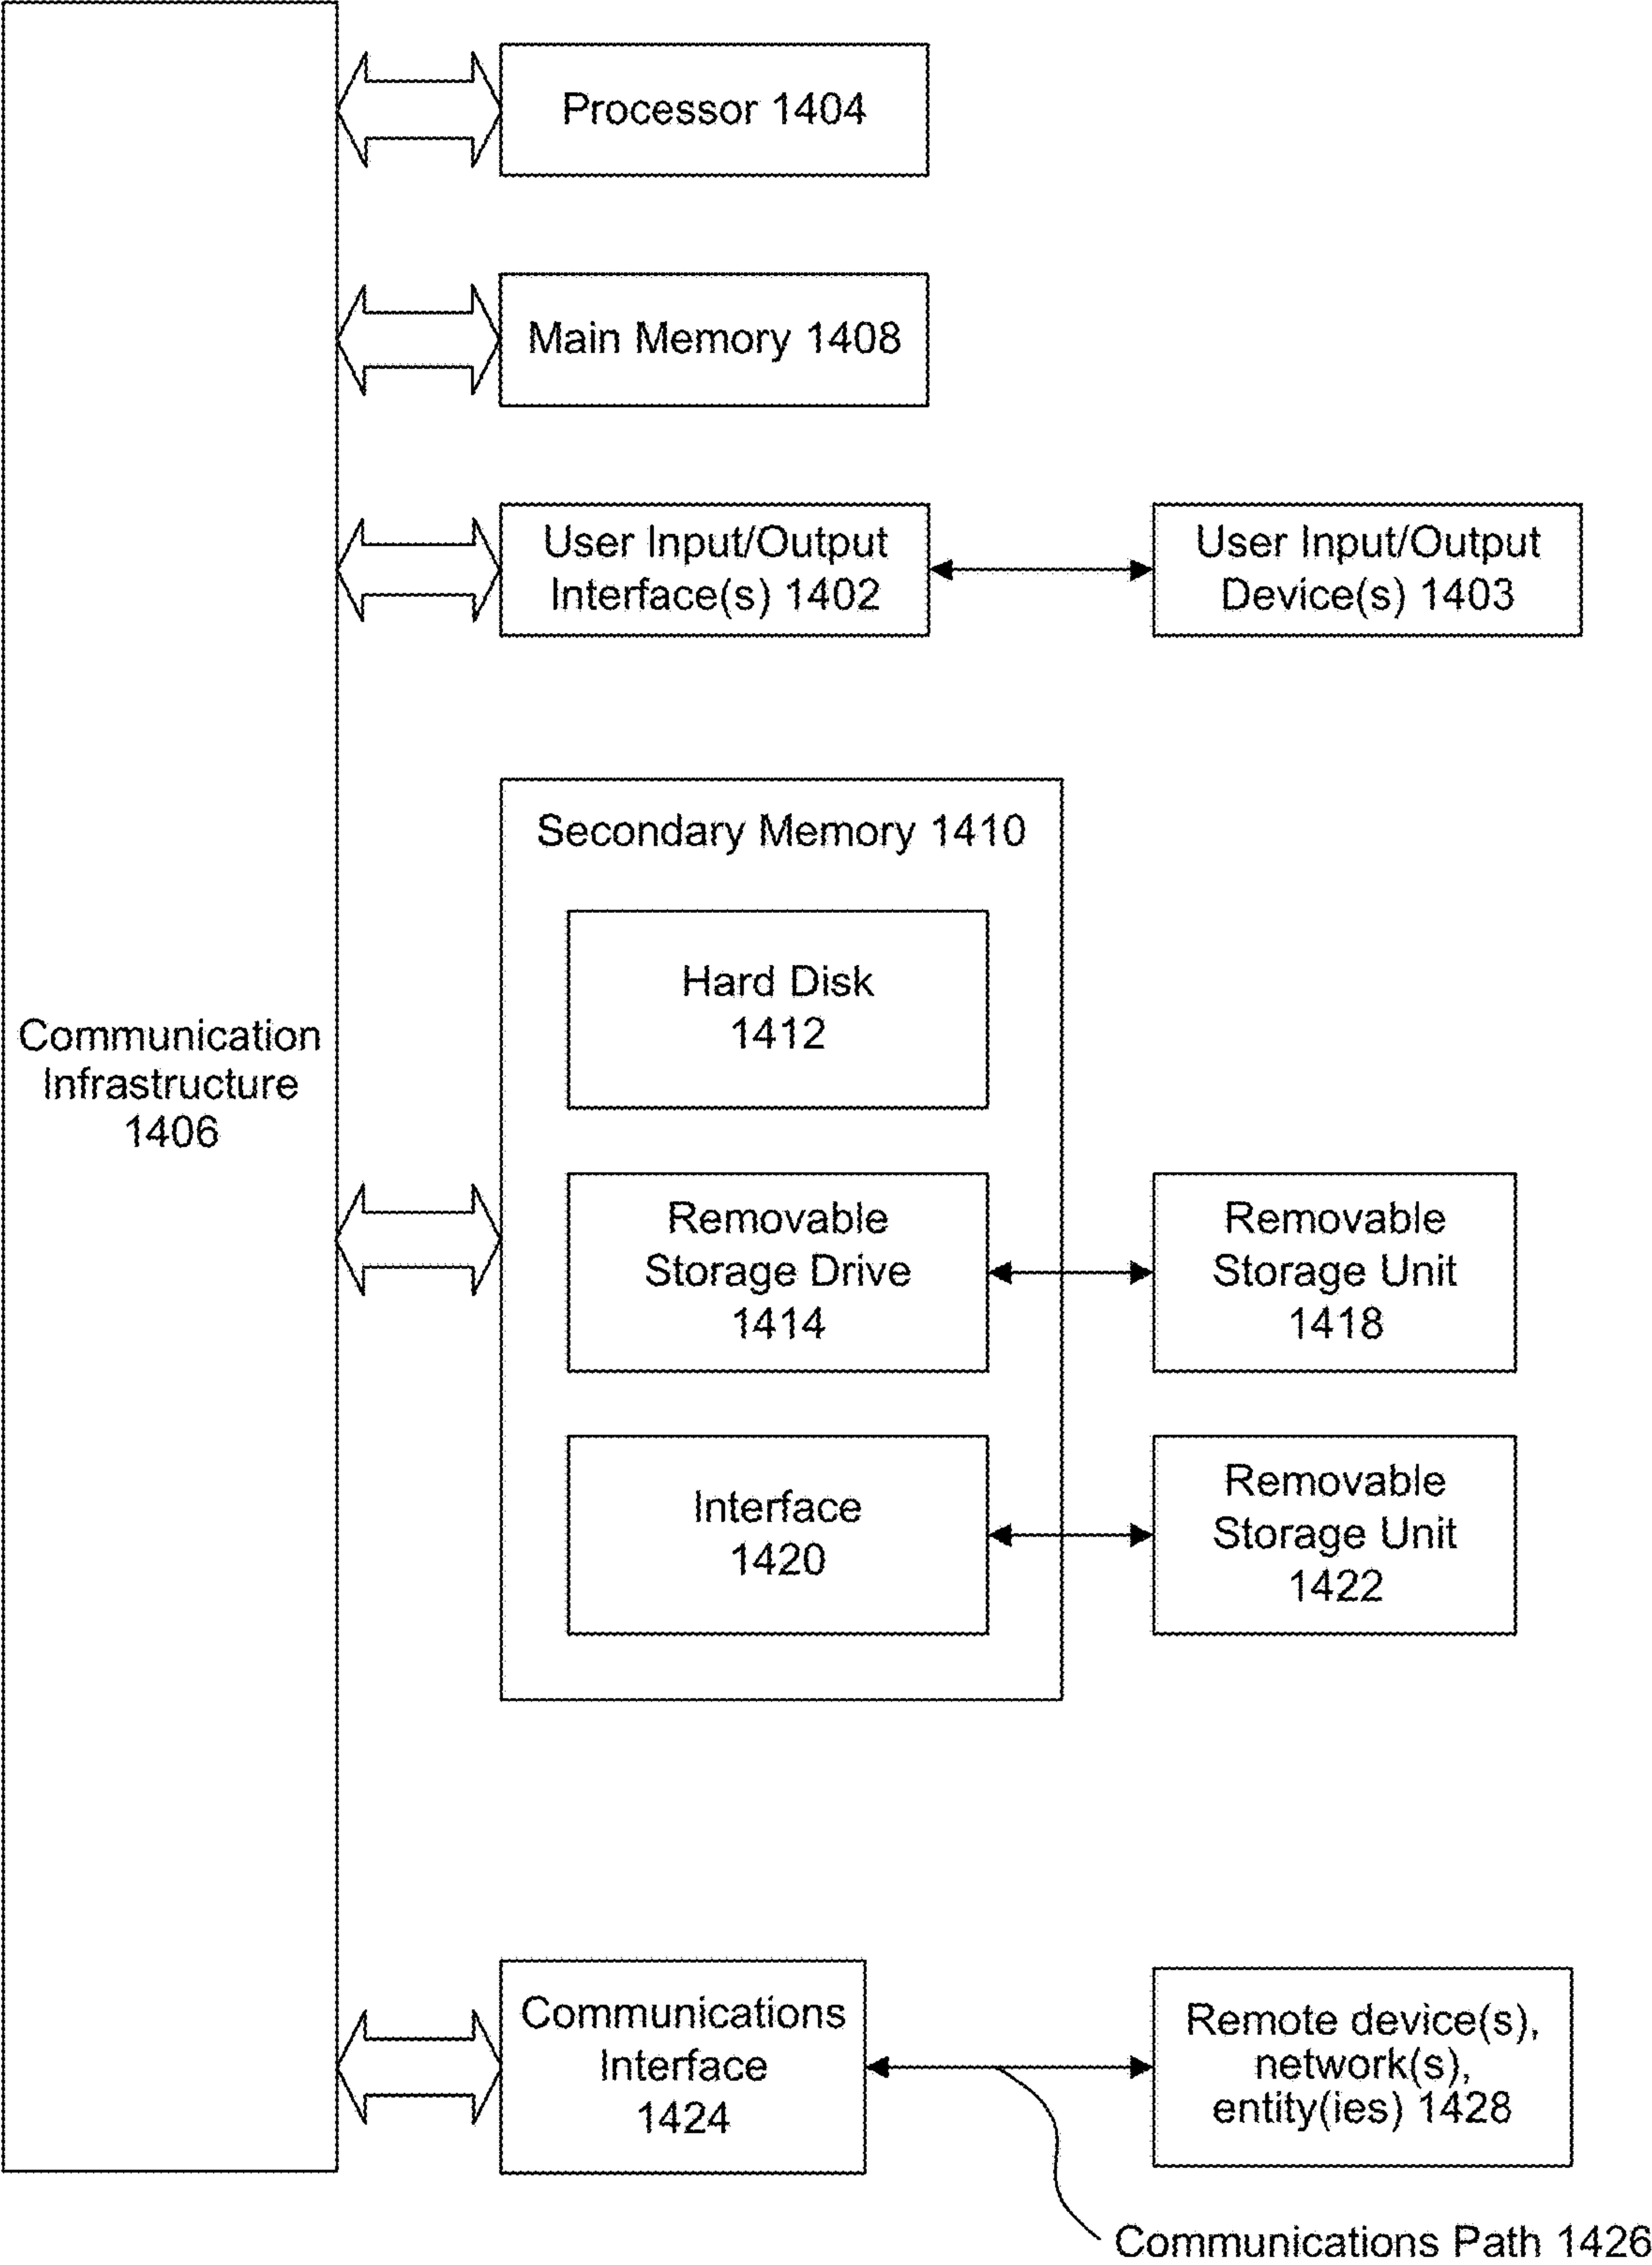 Processor 1404
Main Memory 1408
User Input/Output
Interface(s) 1402
User Input/Output
Device(s) 1403
Secondary Memory 1410
Hard Disk
1412
Communication
Infrastructure
1406
Removable
Storage Drive
1414
Removable
Storage Unit
1418
Interface
1420
Removable
Storage Unit
1422
Communications
Interface
1424
Remote device(s),
network(s),
entity(ies) 1428
Communications Path 1426